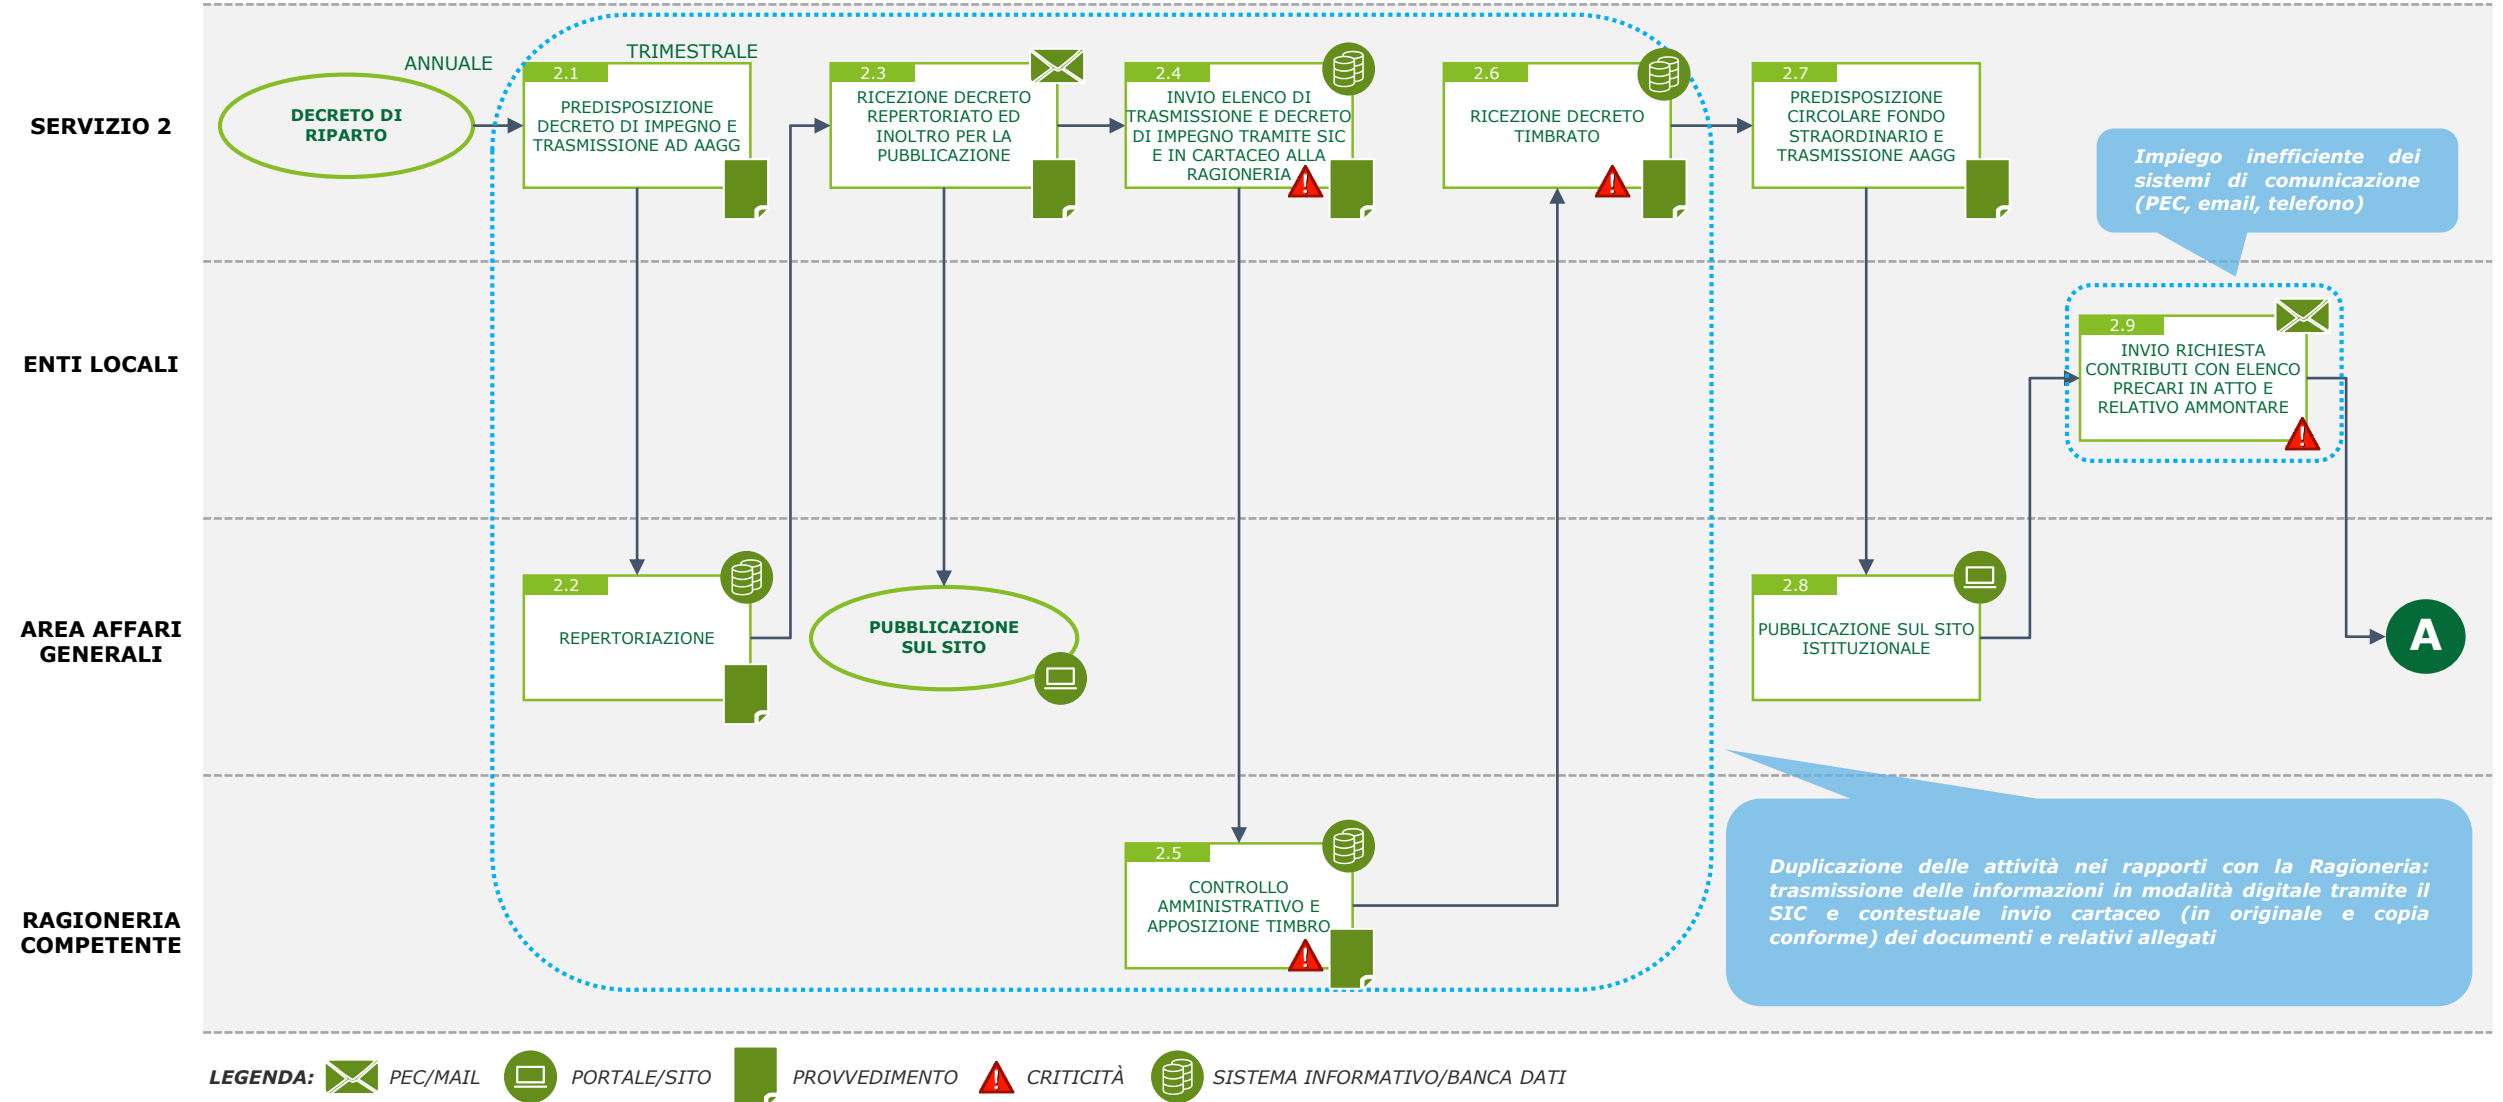 ANNUALE
TRIMESTRALE
SERVIZIO 2
DECRETO DI
RIPARTO
2.1
PREDISPOSIZIONE
DECRETO DI IMPEGNO E
TRASMISSIONE AD AAGG
2.3
RICEZIONE DECRETO
REPERTORIATO ED
INOLTRO PER LA
PUBBLICAZIONE
2.4
INVIO ELENCO DI
TRASMISSIONE E DECRETO
DI IMPEGNO TRAMITE SIC
E IN CARTACEO ALLA
RAGIONERIA
2.6
RICEZIONE DECRETO
TIMBRATO
2.7
PREDISPOSIZIONE
CIRCOLARE FONDO
STRAORDINARIO E
TRASMISSIONE AAGG
Impiego inefficiente dei
sistemi di comunicazione
(PEC, email, telefono)
ENTI LOCALI
2.9
INVIO RICHIESTA
CONTRIBUTI CON ELENCO
PRECARI IN ATTO E
RELATIVO AMMONTARE
AREA AFFARI
GENERALI
2.2
REPERTORIAZIONE
PUBBLICAZIONE
SUL SITO
2.8
PUBBLICAZIONE SUL SITO
ISTITUZIONALE
A
RAGIONERIA
COMPETENTE
2.5
CONTROLLO
AMMINISTRATIVO E
APPOSIZIONE TIMBRO
Duplicazione delle attività nei rapporti con la Ragioneria:
trasmissione delle informazioni in modalità digitale tramite il
SIC e contestuale invio cartaceo (in originale e copia
conforme) dei documenti e relativi allegati
LEGENDA:
PEC/MAIL
PORTALE/SITO
PROVVEDIMENTO
CRITICITÀ
SISTEMA INFORMATIVO/BANCA DATI